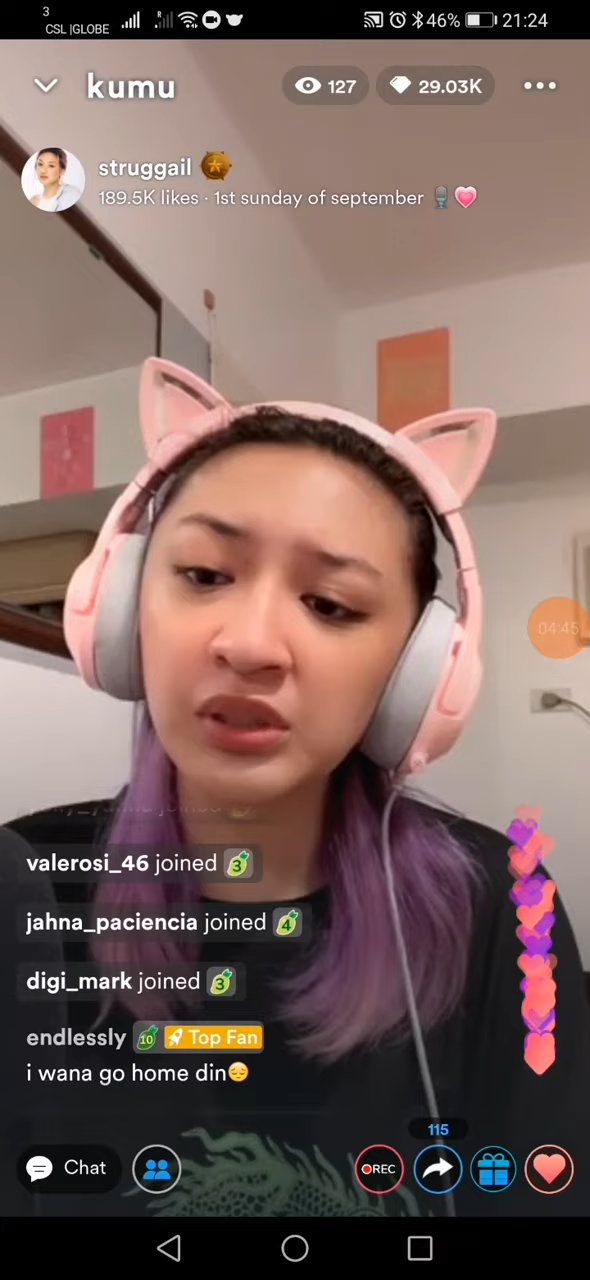 3
CSL |GLOBE
46%
21:24
kumu
127
29.03K
struggail
189.5K likes · 1st sunday of september
04:45
valerosi_46 joined 3
jahna_paciencia joined 4
digi_mark joined 3
endlessly 10 Top Fan
i wana go home din
115
Chat
REC